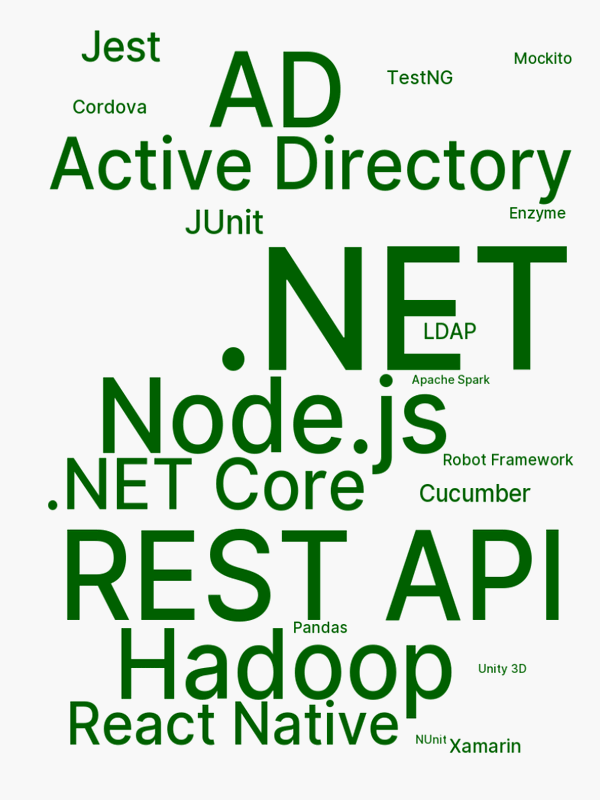 Jest
Mockito
TestNG
AD
Cordova
Active Directory
Enzyme
JUnit
.NET
LDAP
Apache Spark
Node.js
Robot Framework
.NET Core
Cucumber
REST API
Pandas
Hadoop
Unity 3D
React Native
NUnit
Xamarin